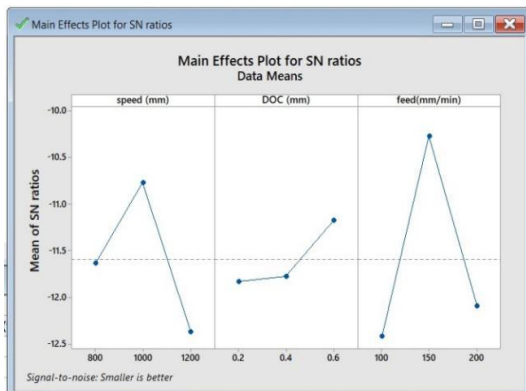 Main Effects Plot for SN ratios
Main Effects Plot for SN ratios
Data Means
speed (mm) DOC (mm) feed(mm/min)
Mean of SN ratios
-10.0
-10.5
-11.0
-11.5
-12.0
-12.5
800 1000 1200 0.2 0.4 0.6 100 150 200
Signal-to-noise: Smaller is better